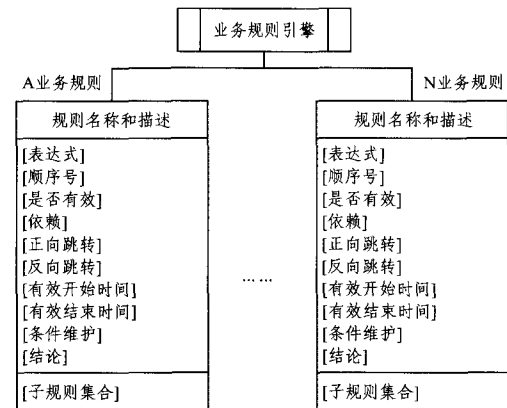 业务规则引擎
A业务规则
N业务规则
规则名称和描述
[表达式]
[顺序号]
[是否有效]
[依赖]
[正向跳转]
[反向跳转]
[有效开始时间]
[有效结束时间]
[条件维护]
[结论]
[子规则集合]
……
规则名称和描述
[表达式]
[顺序号]
[是否有效]
[依赖]
[正向跳转]
[反向跳转]
[有效开始时间]
[有效结束时间]
[条件维护]
[结论]
[子规则集合]